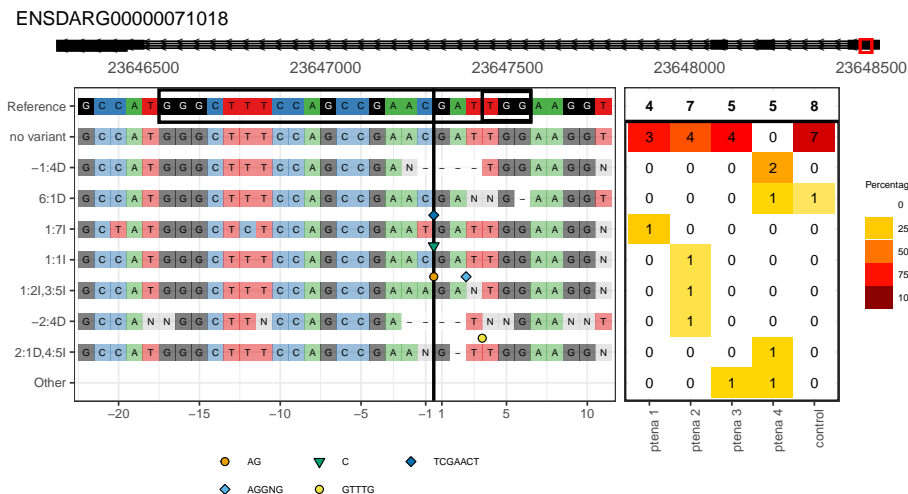 ENSDARG00000071018
23646500 23647000 23647500 23648000 23648500
Reference G C C A T G G G C T T T C C A G C C G A A C G A T T G G A A G G T 4 7 5 5 8
no variant G C C A T G G G C T T T C C A G C C G A A C G A T T G G A A G G T 3 4 4 0 7
−1:4D G C C A T G G G C T T T C C A G C C G A N - - - - T G G A A G G N 0 0 0 2 0
6:1D G C C A T G G G C T T T C C A G C C G A A C G A N N G - A A G G T 0 0 0 1 1
1:7I G C T A T G G G C T C T C C A G C C G A A T G A T T G G A A G G N 1 0 0 0 0
1:1I G C C A T G G G C T T T C C A G C C G A A C G A T T G G A A G G N 0 1 0 0 0
1:2I,3:5I G C C A T G G G C T T T C C A G C C G A A A G A N T G G A A G G N 0 1 0 0 0
−2:4D G C C A N N G G C T T N C C A G C C G A - - - - T N N G A A N N T 0 1 0 0 0
2:1D,4:5I G C C A T G G G C T T T C C A G C C G A A N G - T T G G A A G G N 0 0 0 1 0
Other 0 0 1 1 0
−20 −15 −10 −5 −1 1 5 10
ptena 1
ptena 2
ptena 3
ptena 4
control
Percentag
0
25
50
75
10
AG C TCGAACT
AGGNG GTTTG